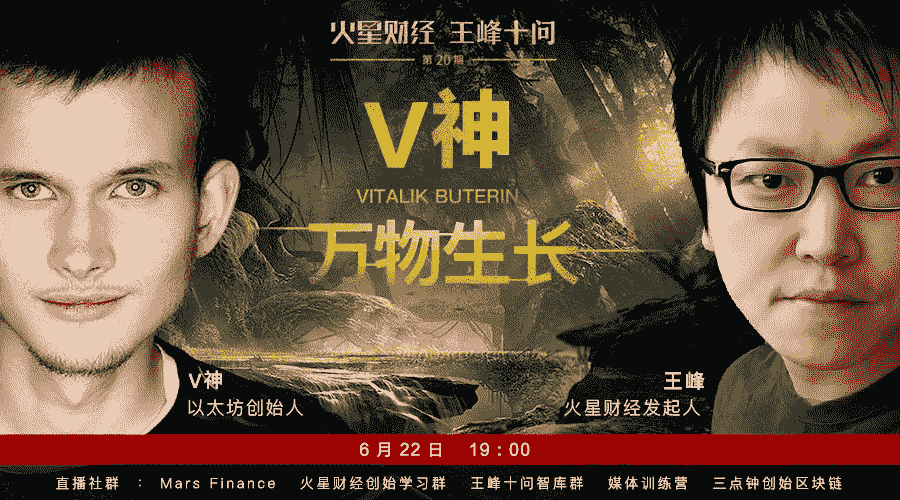 火星财经 王峰十问
第20期
V神
VITALIK BUTERIN
万物生长
V神
以太坊创始人
王峰
火星财经发起人
6月22日 19:00
直播社群 : Mars Finance 火星财经创始学习群 王峰十问智库群 媒体训练营 三点钟创始区块链